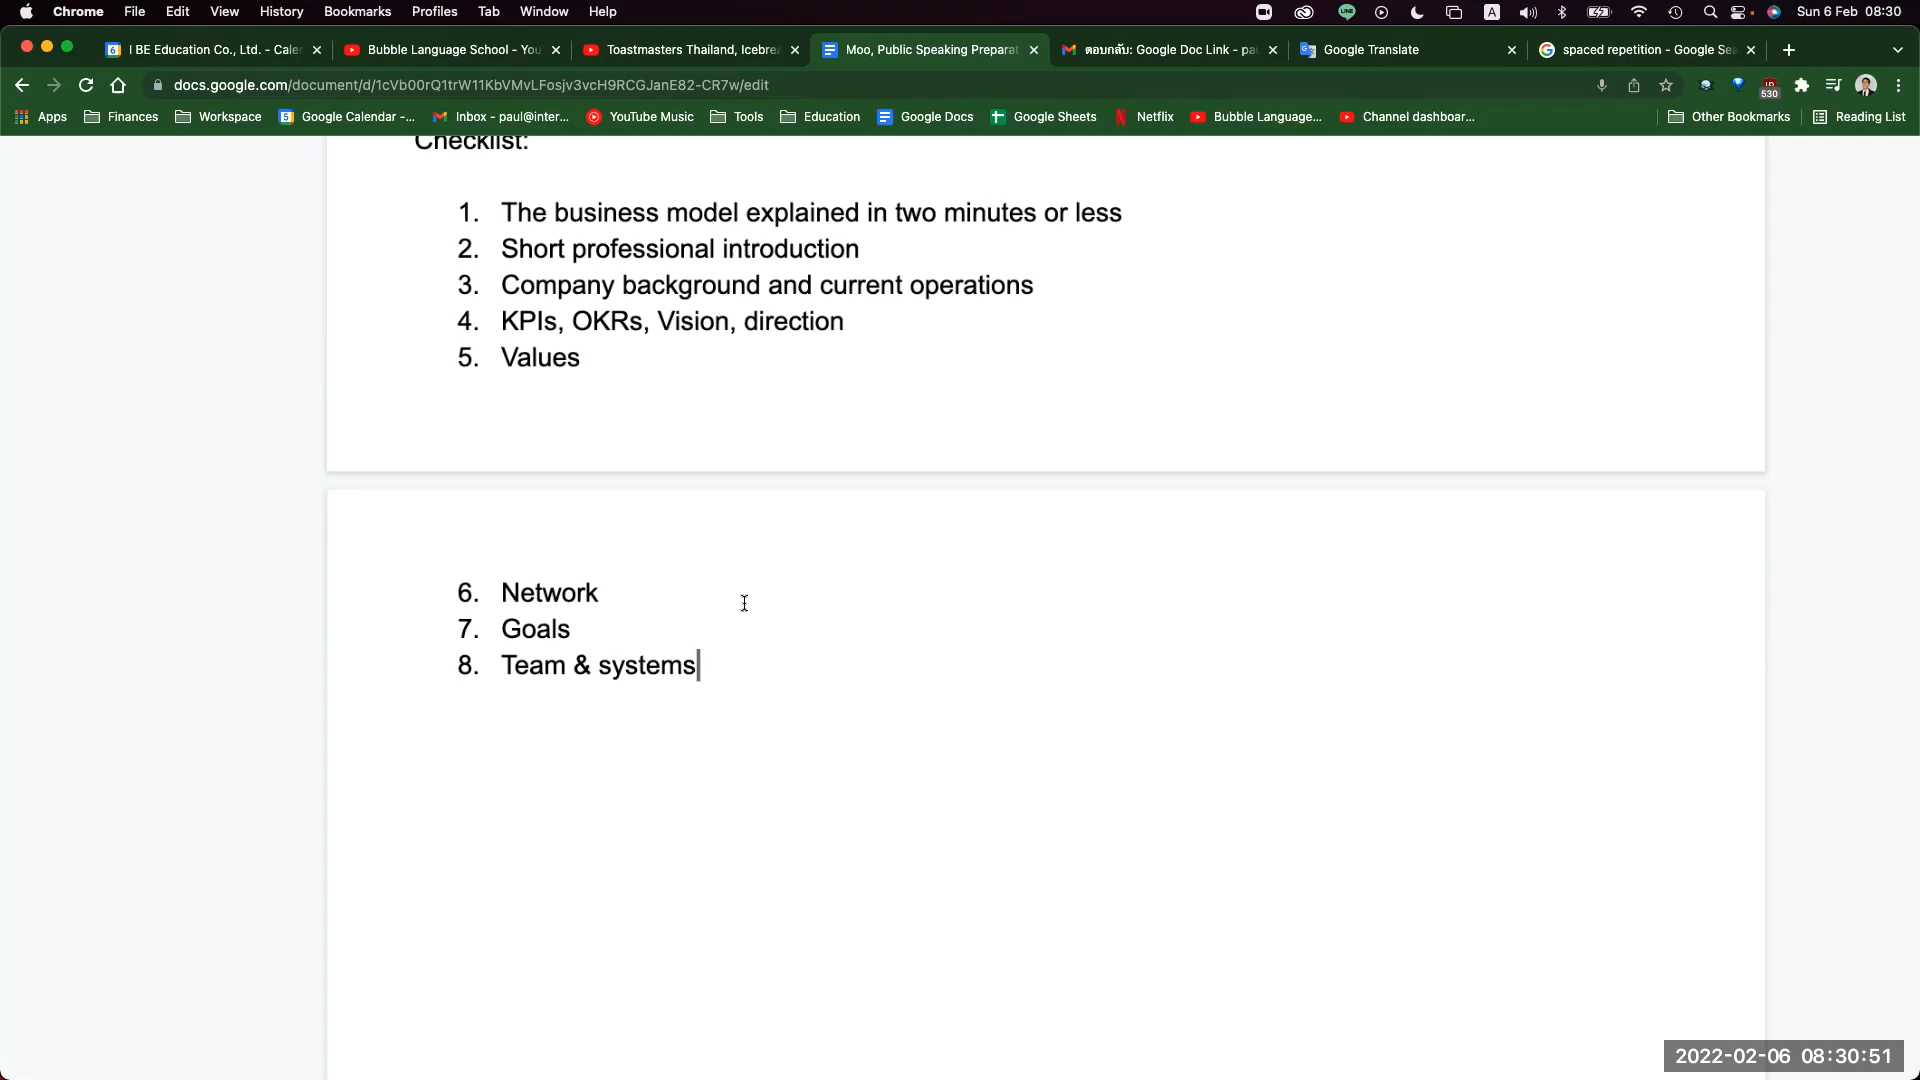 Chrome File Edit View History Bookmarks Profiles Tab Window Help
A
Sun 6 Feb 08:30
6 I BE Education Co., Ltd. - Caler
Bubble Language School - You
Toastmasters Thailand, Icebrea
Moo, Public Speaking Preparat
ตอบกลับ: Google Doc Link - pau
Google Translate
spaced repetition - Google Sea
docs.google.com/document/d/1cVb00rQ1trW11KbVMvLFosjv3vcH9RCGJanE82-CR7w/edit
530
Apps Finances Workspace 5 Google Calendar -... Inbox - paul@inter... YouTube Music Tools Education Google Docs Google Sheets Netflix Bubble Language... Channel dashboar... Other Bookmarks Reading List
Checklist:
1. The business model explained in two minutes or less
2. Short professional introduction
3. Company background and current operations
4. KPIs, OKRs, Vision, direction
5. Values
6. Network
7. Goals
8. Team & systems
2022-02-06 08:30:51